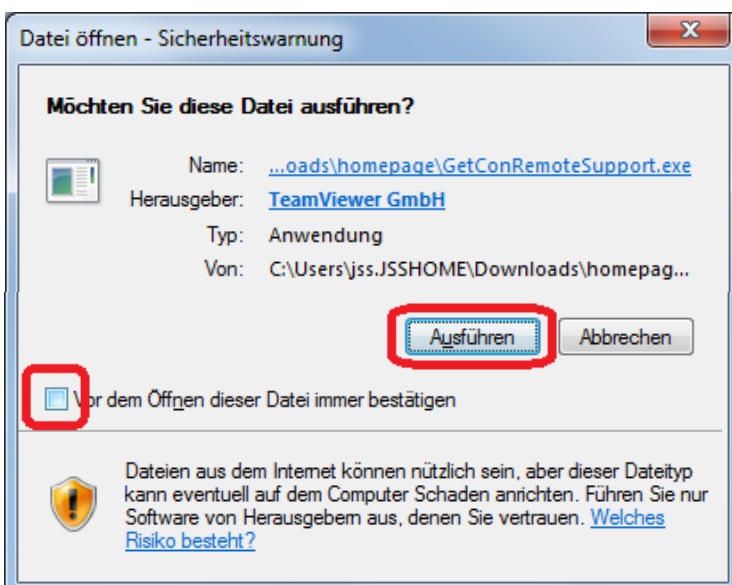 Datei öffnen - Sicherheitswarnung
Möchten Sie diese Datei ausführen?
Name: ...oads\homepage\GetConRemoteSupport.exe
Herausgeber: TeamViewer GmbH
Typ: Anwendung
Von: C:\Users\jss.JSSHOME\Downloads\homepag...
Ausführen Abbrechen
Vor dem Öffnen dieser Datei immer bestätigen
Dateien aus dem Internet können nützlich sein, aber dieser Dateityp
kann eventuell auf dem Computer Schaden anrichten. Führen Sie nur
Software von Herausgebern aus, denen Sie vertrauen. Welches
Risiko besteht?